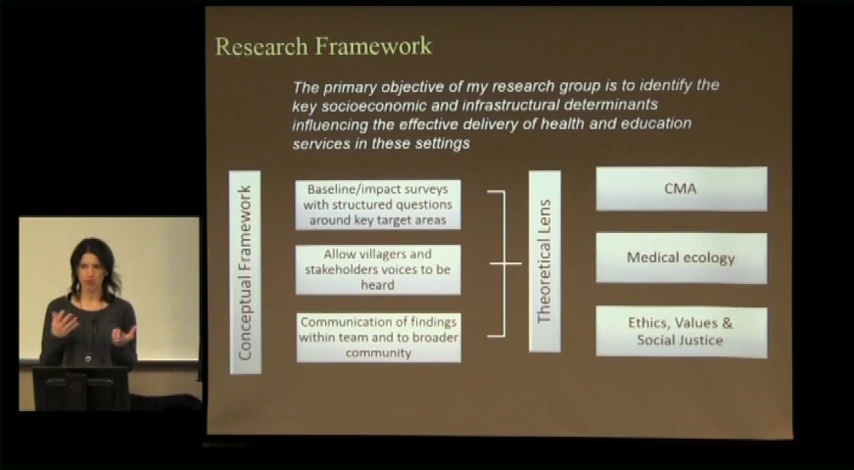 Research Framework
The primary objective of my research group is to identify the
key socioeconomic and infrastructural determinants
influencing the effective delivery of health and education
services in these settings
Conceptual Framework
Baseline/impact surveys
with structured questions
around key target areas
Allow villagers and
stakeholders voices to be
heard
Communication of findings
within team and to broader
community
Theoretical Lens
CMA
Medical ecology
Ethics, Values &
Social Justice